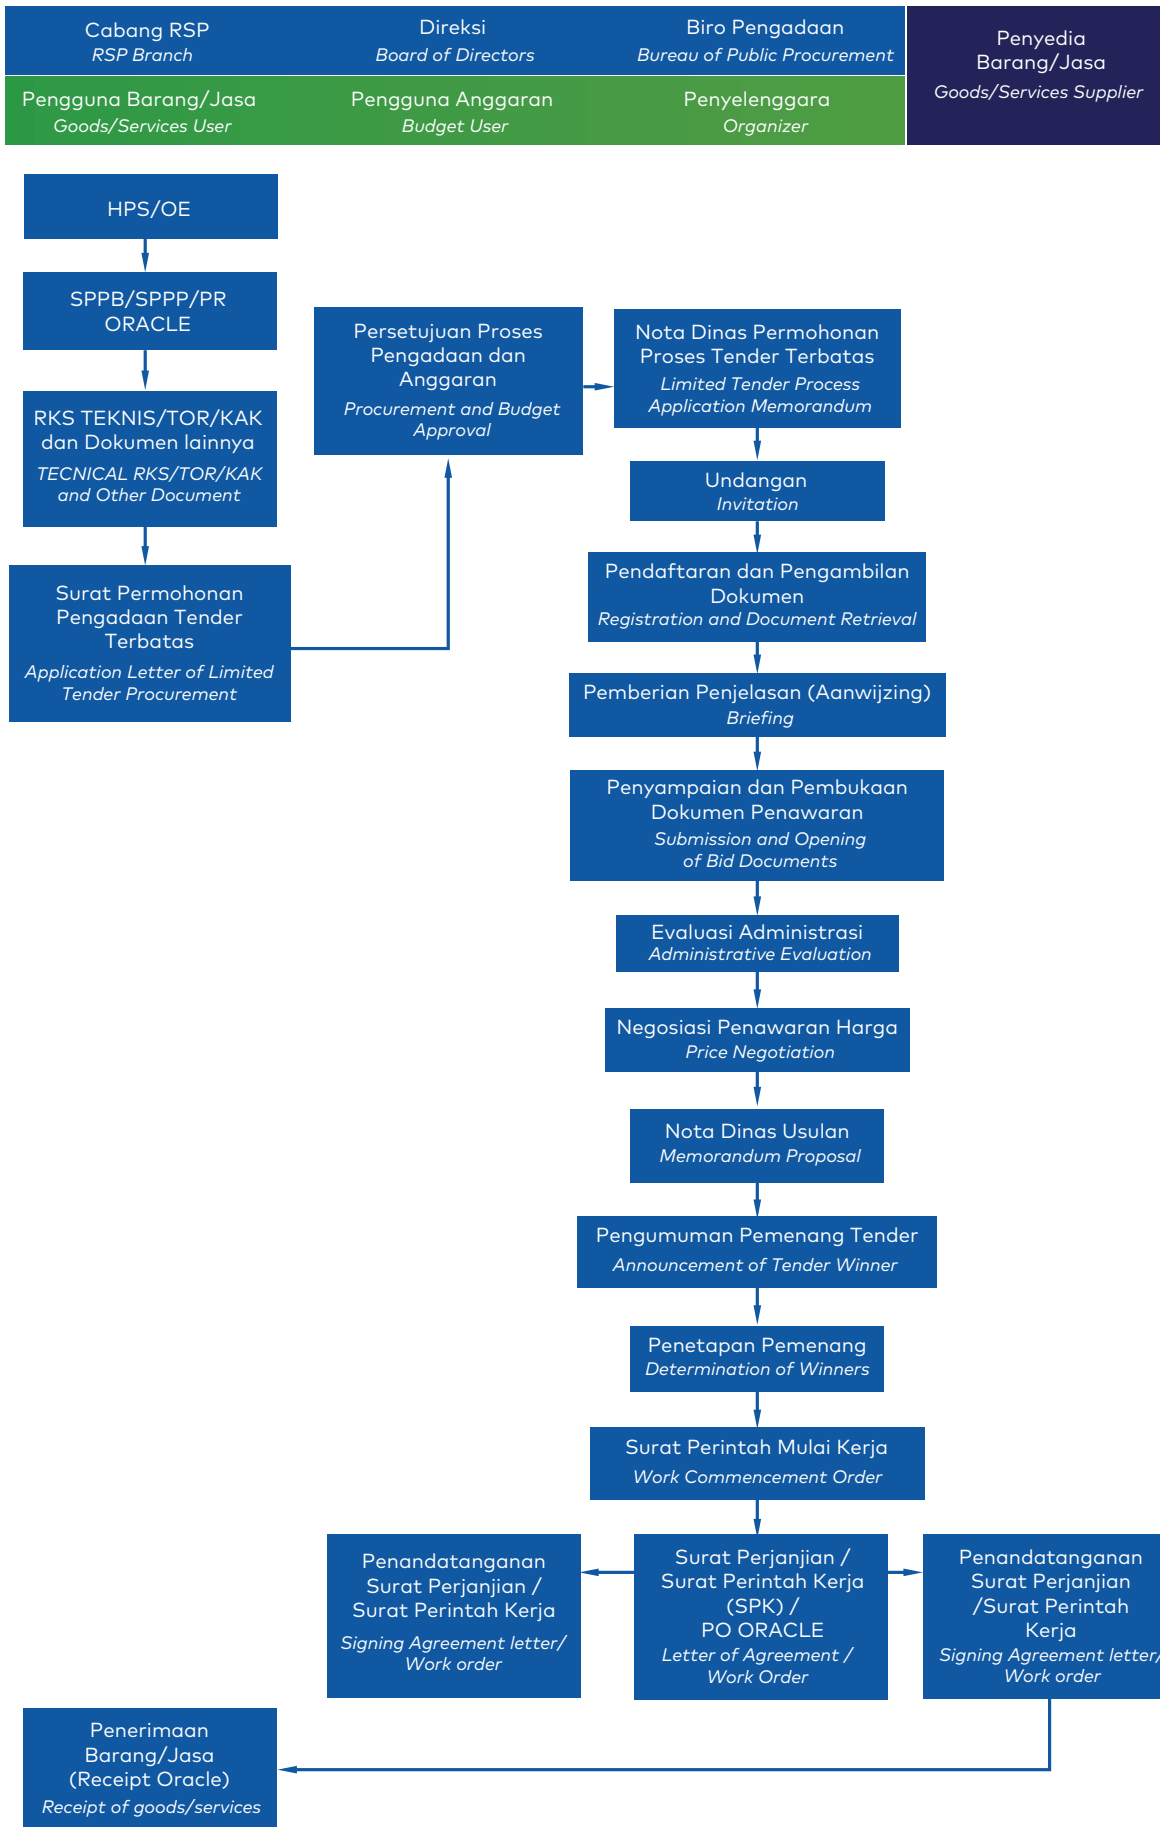 Cabang RSP
RSP Branch
Direksi
Board of Directors
Biro Pengadaan
Bureau of Public Procurement
Penyedia
Barang/Jasa
Goods/Services Supplier
Pengguna Barang/Jasa
Goods/Services User
Pengguna Anggaran
Budget User
Penyelenggara
Organizer
HPS/OE
SPPB/SPPP/PR
ORACLE
RKS TEKNIS/TOR/KAK
dan Dokumen lainnya
TECNICAL RKS/TOR/KAK
and Other Document
Surat Permohonan
Pengadaan Tender
Terbatas
Application Letter of Limited
Tender Procurement
Persetujuan Proses
Pengadaan dan
Anggaran
Procurement and Budget
Approval
Nota Dinas Permohonan
Proses Tender Terbatas
Limited Tender Process
Application Memorandum
Undangan
Invitation
Pendaftaran dan Pengambilan
Dokumen
Registration and Document Retrieval
Pemberian Penjelasan (Aanwijzing)
Briefing
Penyampaian dan Pembukaan
Dokumen Penawaran
Submission and Opening
of Bid Documents
Evaluasi Administrasi
Administrative Evaluation
Negosiasi Penawaran Harga
Price Negotiation
Nota Dinas Usulan
Memorandum Proposal
Pengumuman Pemenang Tender
Announcement of Tender Winner
Penetapan Pemenang
Determination of Winners
Surat Perintah Mulai Kerja
Work Commencement Order
Penandatanganan
Surat Perjanjian /
Surat Perintah Kerja
Signing Agreement letter/
Work order
Surat Perjanjian /
Surat Perintah Kerja
(SPK) /
PO ORACLE
Letter of Agreement /
Work Order
Penandatanganan
Surat Perjanjian
/Surat Perintah
Kerja
Signing Agreement letter/
Work order
Penerimaan
Barang/Jasa
(Receipt Oracle)
Receipt of goods/services